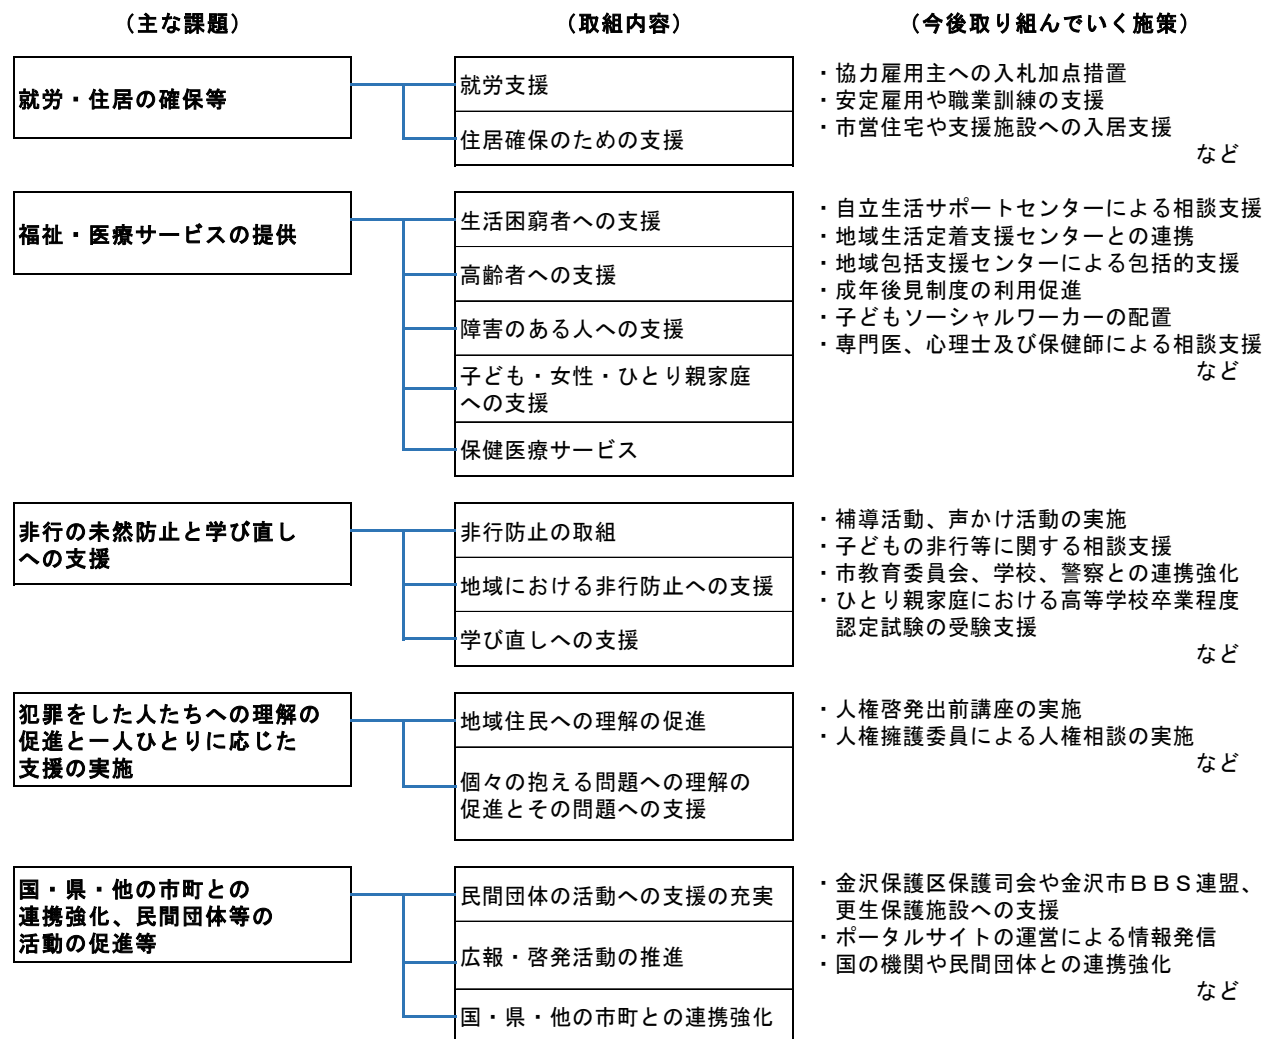 （主な課題）
（取組内容）
（今後取り組んでいく施策）
就労・住居の確保等
就労支援
住居確保のための支援
・協力雇用主への入札加点措置
・安定雇用や職業訓練の支援
・市営住宅や支援施設への入居支援
など
福祉・医療サービスの提供
生活困窮者への支援
高齢者への支援
障害のある人への支援
子ども・女性・ひとり親家庭
への支援
保健医療サービス
・自立生活サポートセンターによる相談支援
・地域生活定着支援センターとの連携
・地域包括支援センターによる包括的支援
・成年後見制度の利用促進
・子どもソーシャルワーカーの配置
・専門医、心理士及び保健師による相談支援
など
非行の未然防止と学び直し
への支援
非行防止の取組
地域における非行防止への支援
学び直しへの支援
・補導活動、声かけ活動の実施
・子どもの非行等に関する相談支援
・市教育委員会、学校、警察との連携強化
・ひとり親家庭における高等学校卒業程度
認定試験の受験支援
など
犯罪をした人たちへの理解の
促進と一人ひとりに応じた
支援の実施
地域住民への理解の促進
個々の抱える問題への理解の
促進とその問題への支援
・人権啓発出前講座の実施
・人権擁護委員による人権相談の実施
など
国・県・他の市町との
連携強化、民間団体等の
活動の促進等
民間団体の活動への支援の充実
広報・啓発活動の推進
国・県・他の市町との連携強化
・金沢保護区保護司会や金沢市ＢＢＳ連盟、
更生保護施設への支援
・ポータルサイトの運営による情報発信
・国の機関や民間団体との連携強化
など